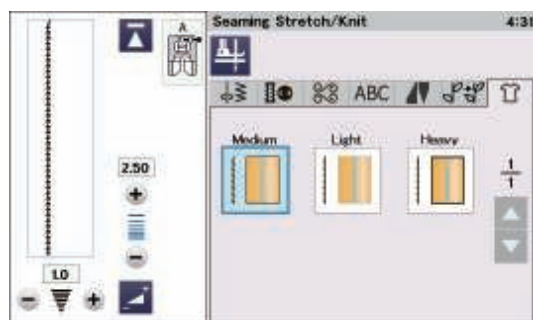 Seaming Stretch/Knit 4:31
A
ABC
Medium Light Heavy
2.50
1
1
1.0